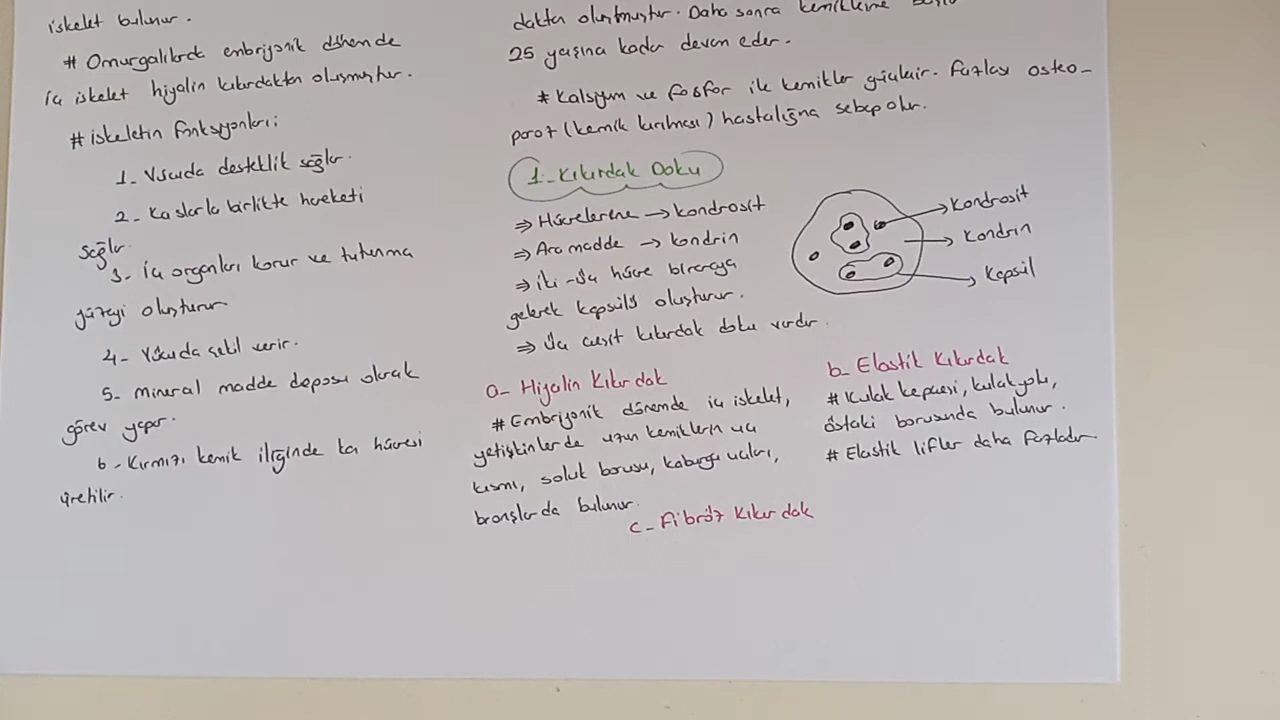 iskelet bulunur.
# Omurgalılarda embriyonik dönemde
iç iskelet hiyalin kıkırdaktan oluşmuştur.
# iskeletin fonksiyonları;
1- Vücuda desteklik sağlar.
2- Kaslarla birlikte hareketi
sağlar.
3- İç organları korur ve tutunma
yüzeyi oluşturur
4- Vücuda şekil verir.
5- mineral madde deposu olarak
görev yapar.
6- Kırmızı kemik iliğinde kan hücresi
üretilir.
daktan oluşmuştur. Daha sonra kemikleşme
25 yaşına kadar devam eder.
# Kalsiyum ve fosfor ile kemikler güçlenir. Fazlası osteo-
poroz (kemik kırılması) hastalığına sebep olur.
1- Kıkırdak Doku
⇒ Hücrelerine → kondrosit
⇒ Ara madde → kondrin
⇒ iki-üç hücre biraraya
gelerek kapsülü oluşturur.
⇒ Üç çeşit kıkırdak doku vardır.
Kondrosit
Kondrin
Kapsül
a- Hiyalin Kıkırdak
# Embriyonik dönemde iç iskelet,
yetişkinlerde uzun kemiklerin uç
kısmı, soluk borusu, kaburga uçları,
bronşlarda bulunur.
b- Elastik Kıkırdak
# Kulak kepçesi, kulak yolu,
östaki borusunda bulunur.
# Elastik lifler daha fazladır
c- Fibröz Kıkırdak